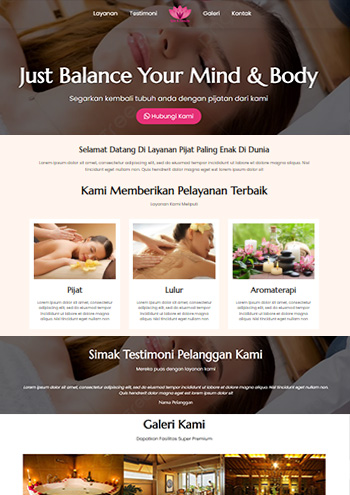 Layanan Testimoni Galeri Kontak
Just Balance Your Mind & Body
Segarkan kembali tubuh anda dengan pijatan dari kami
Hubungi Kami
Selamat Datang Di Layanan Pijat Paling Enak Di Dunia
Lorem ipsum dolor sit amet, consectetur adipiscing elit, sed do eiusmod tempor incididunt ut labore et dolore magna aliqua. Nisl tincidunt
eget nullam non. Quis hendrerit dolor magna eget est lorem ipsum dolor sit
Kami Memberikan Pelayanan Terbaik
Layanan Kami Meliputi
Pijat
Lorem ipsum dolor sit amet, consectetur
adipiscing elit, sed do eiusmod tempor
incididunt ut labore et dolore magna
aliqua. Nisl tincidunt eget nullam non
Lulur
Lorem ipsum dolor sit amet, consectetur
adipiscing elit, sed do eiusmod tempor
incididunt ut labore et dolore magna
aliqua. Nisl tincidunt eget nullam non
Aromaterapi
Lorem ipsum dolor sit amet, consectetur
adipiscing elit, sed do eiusmod tempor
incididunt ut labore et dolore magna
aliqua. Nisl tincidunt eget nullam non
Simak Testimoni Pelanggan Kami
Mereka puas dengan layanan kami
Lorem ipsum dolor sit amet, consectetur adipiscing elit, sed do eiusmod tempor incididunt ut labore et dolore magna aliqua. Nisl tincidunt eget nullam non.
Quis hendrerit dolor magna eget est lorem ipsum dolor sit
Nama Pelanggan
Galeri Kami
Dapatkan Fasilitas Super Premium